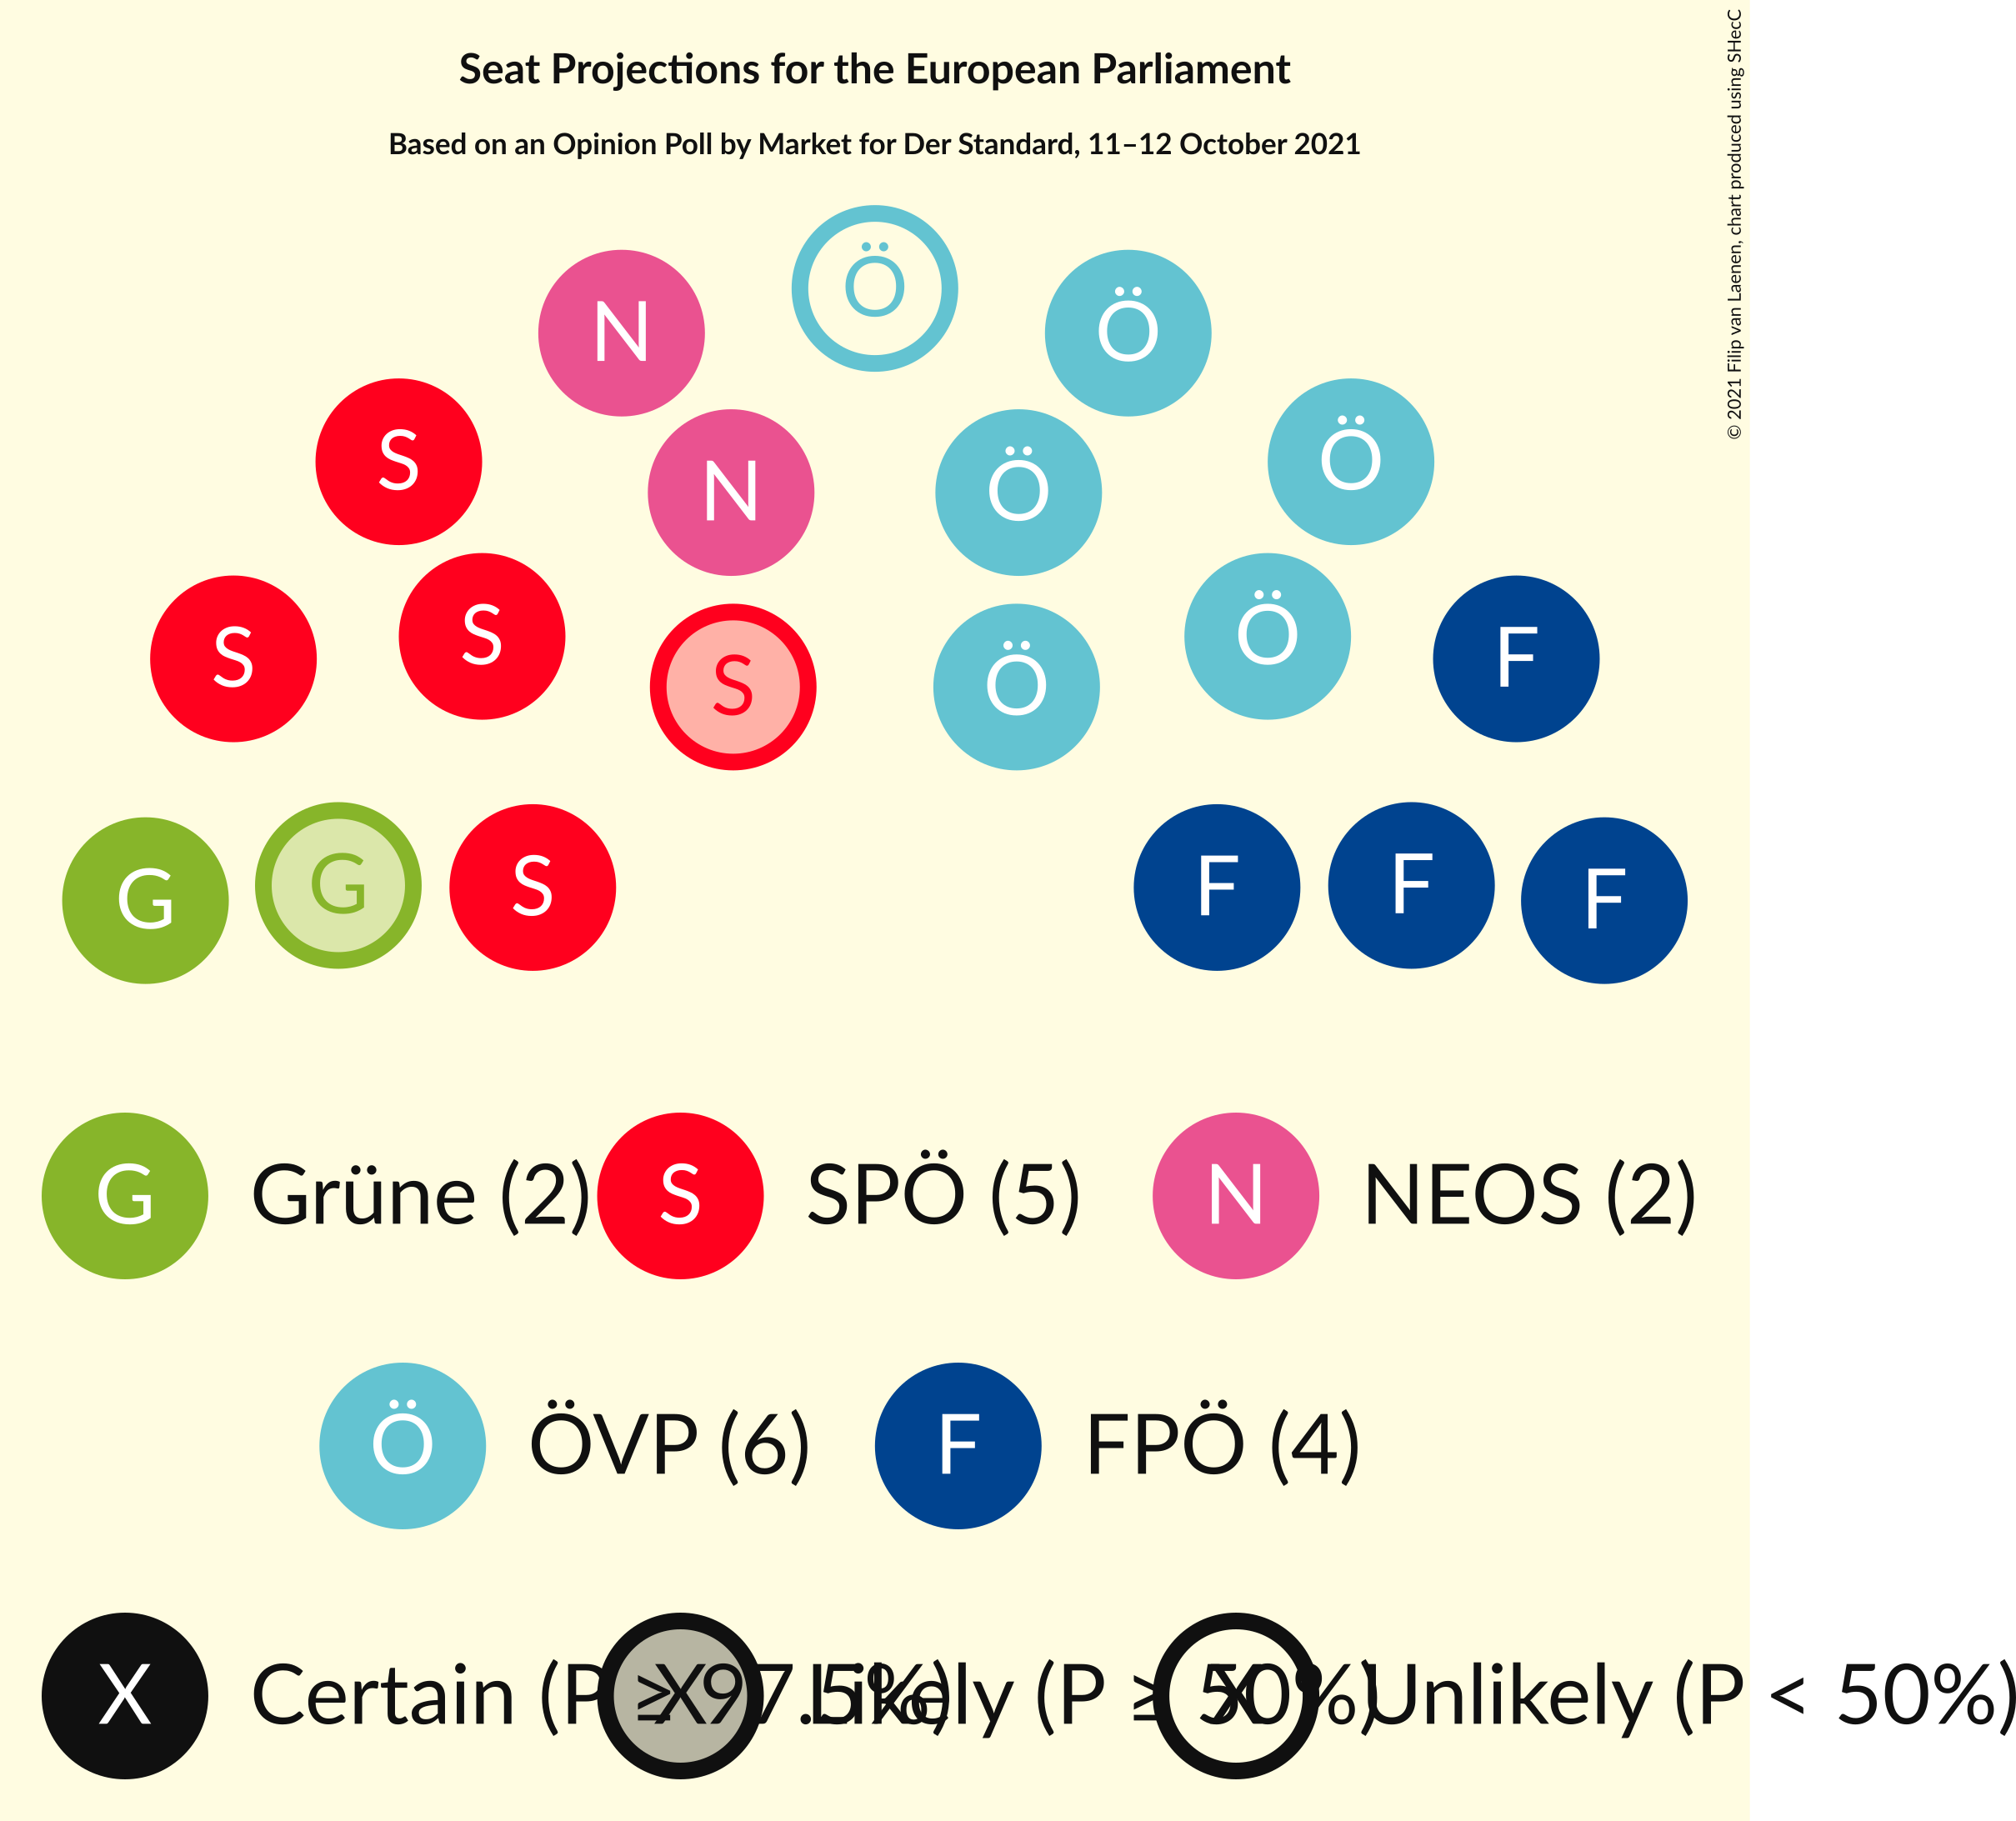 Seat Projections for the European Parliament
Based on an Opinion Poll by Market for Der Standard, 11–12 October 2021
© 2021 Filip van Laenen, chart produced using SHecC
Ö
N Ö
S Ö
N Ö
S S Ö F
S Ö
G G S F F F
G Grüne (2) S SPÖ (5) N NEOS (2)
Ö ÖVP (6) F FPÖ (4)
X Certain (P ≥ 97.5%) X Likely (P ≥ 50%) X Unlikely (P < 50%)